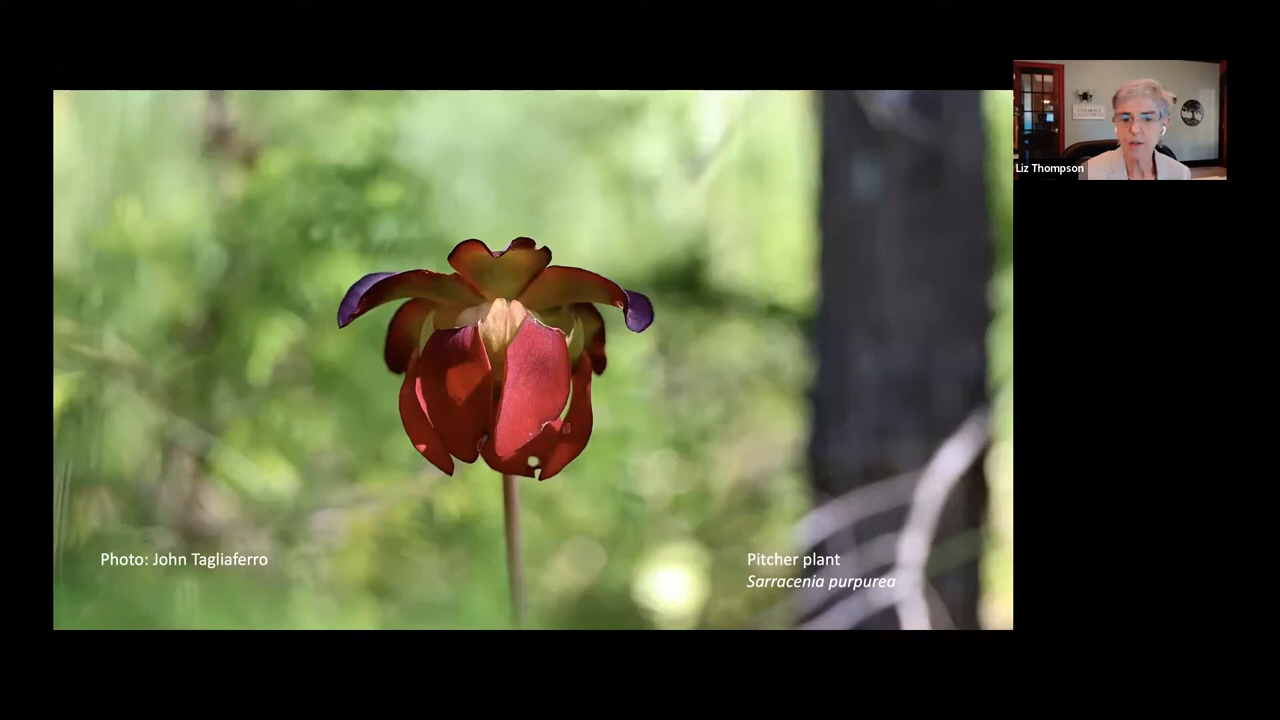 Liz Thompson
Photo: John Tagliaferro
Pitcher plant
Sarracenia purpurea